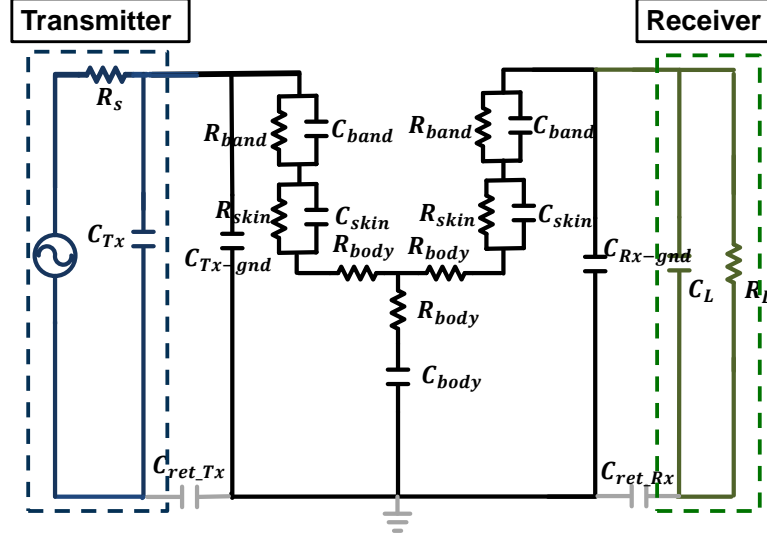 Transmitter
Receiver
R_s
R_band
C_band
R_band
C_band
R_skin
C_skin
R_skin
C_skin
C_Tx
C_Tx-gnd
R_body
R_body
C_Rx-gnd
C_L
R_L
R_body
C_body
C_ret_Tx
C_ret_Rx